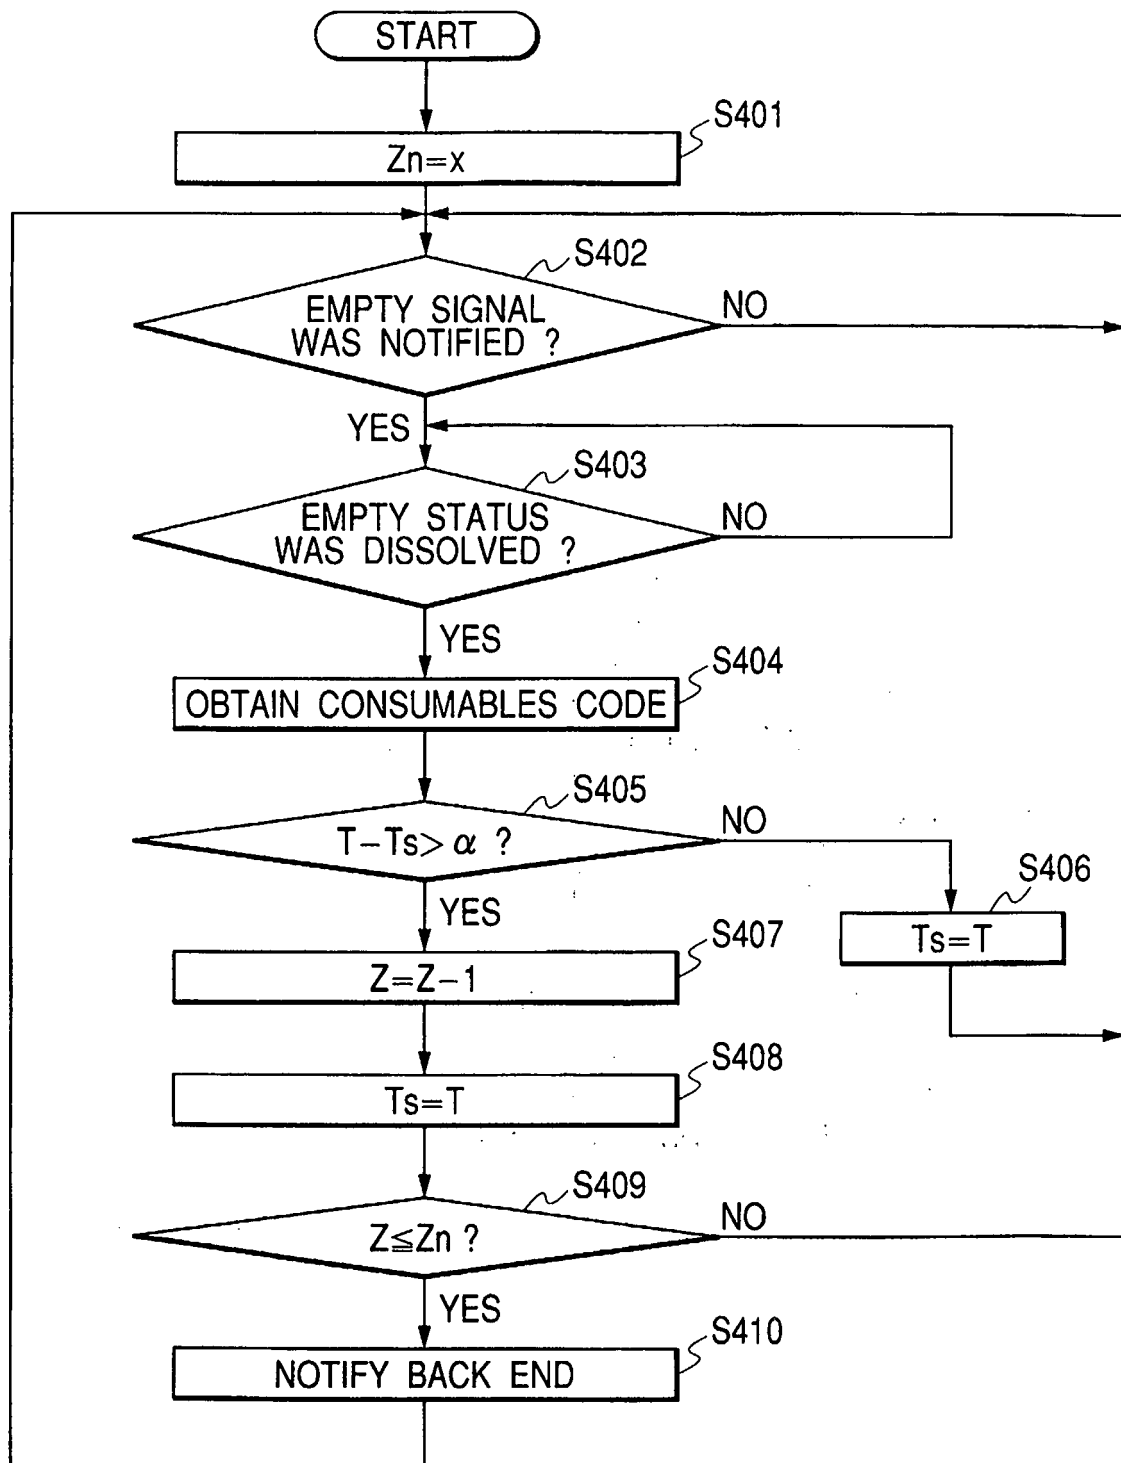 START
S401
Zn=x
S402
EMPTY SIGNAL
WAS NOTIFIED ?
NO
YES
S403
EMPTY STATUS
WAS DISSOLVED ?
NO
YES
S404
OBTAIN CONSUMABLES CODE
S405
T-Ts> α ?
NO
YES
S406
Ts=T
S407
Z=Z-1
S408
Ts=T
S409
Z≦Zn ?
NO
YES
S410
NOTIFY BACK END